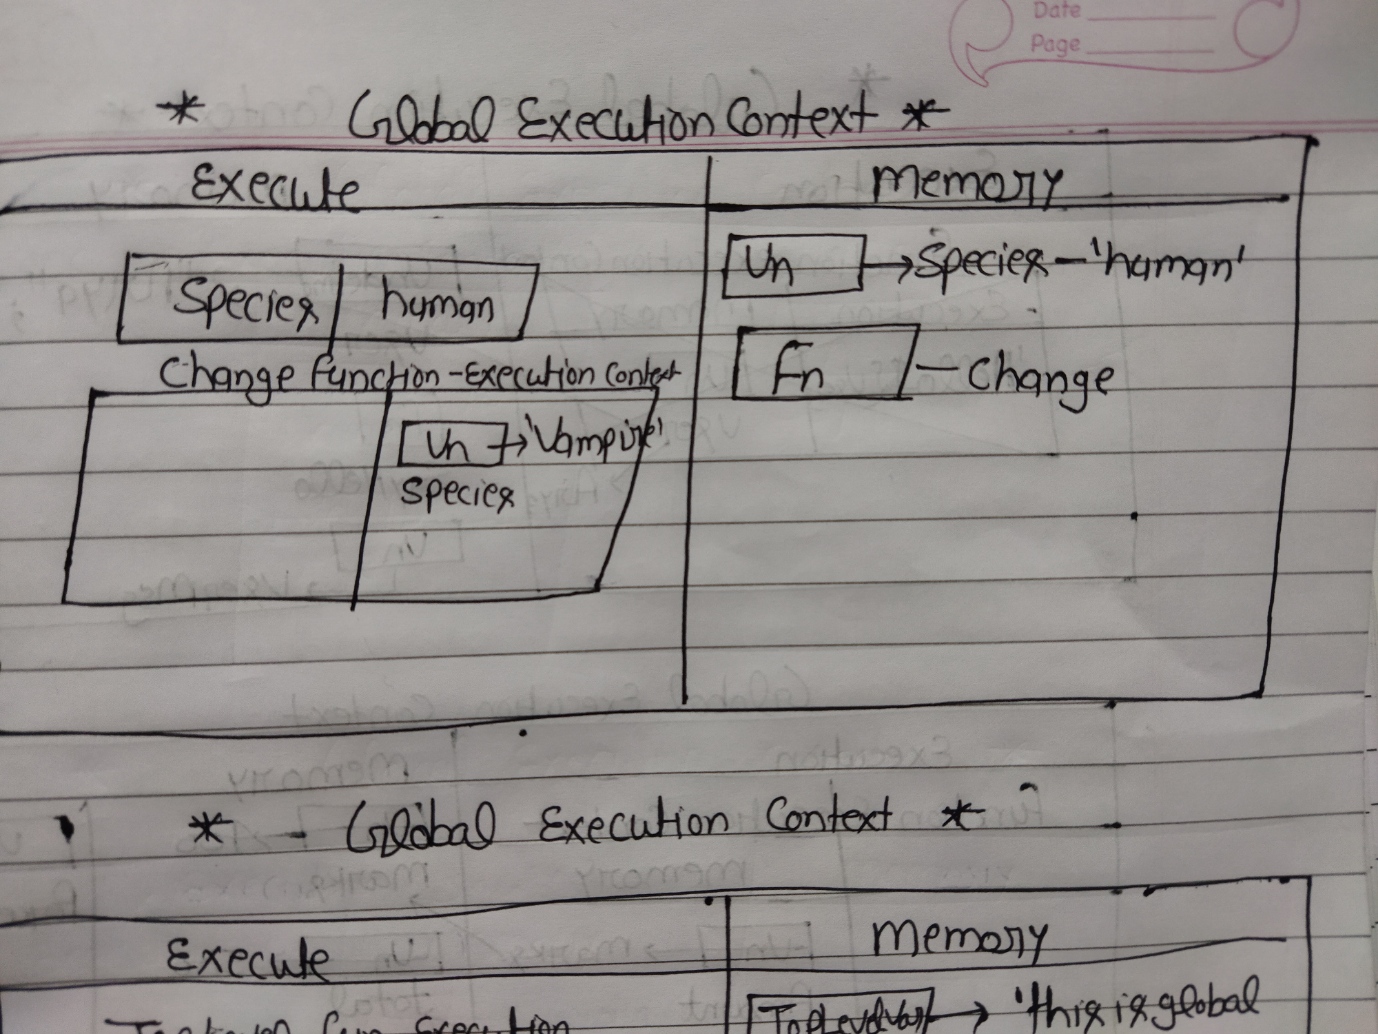 Date
Page
* Global Execution Context *
Execute
Memory
Un → Species - 'human'
Species human
Fn - Change
Change Function - Execution Context
Un → 'Vampire'
Species
* - Global Execution Context *
Execute
Memory
TopLevelVar → 'this is global
Execution